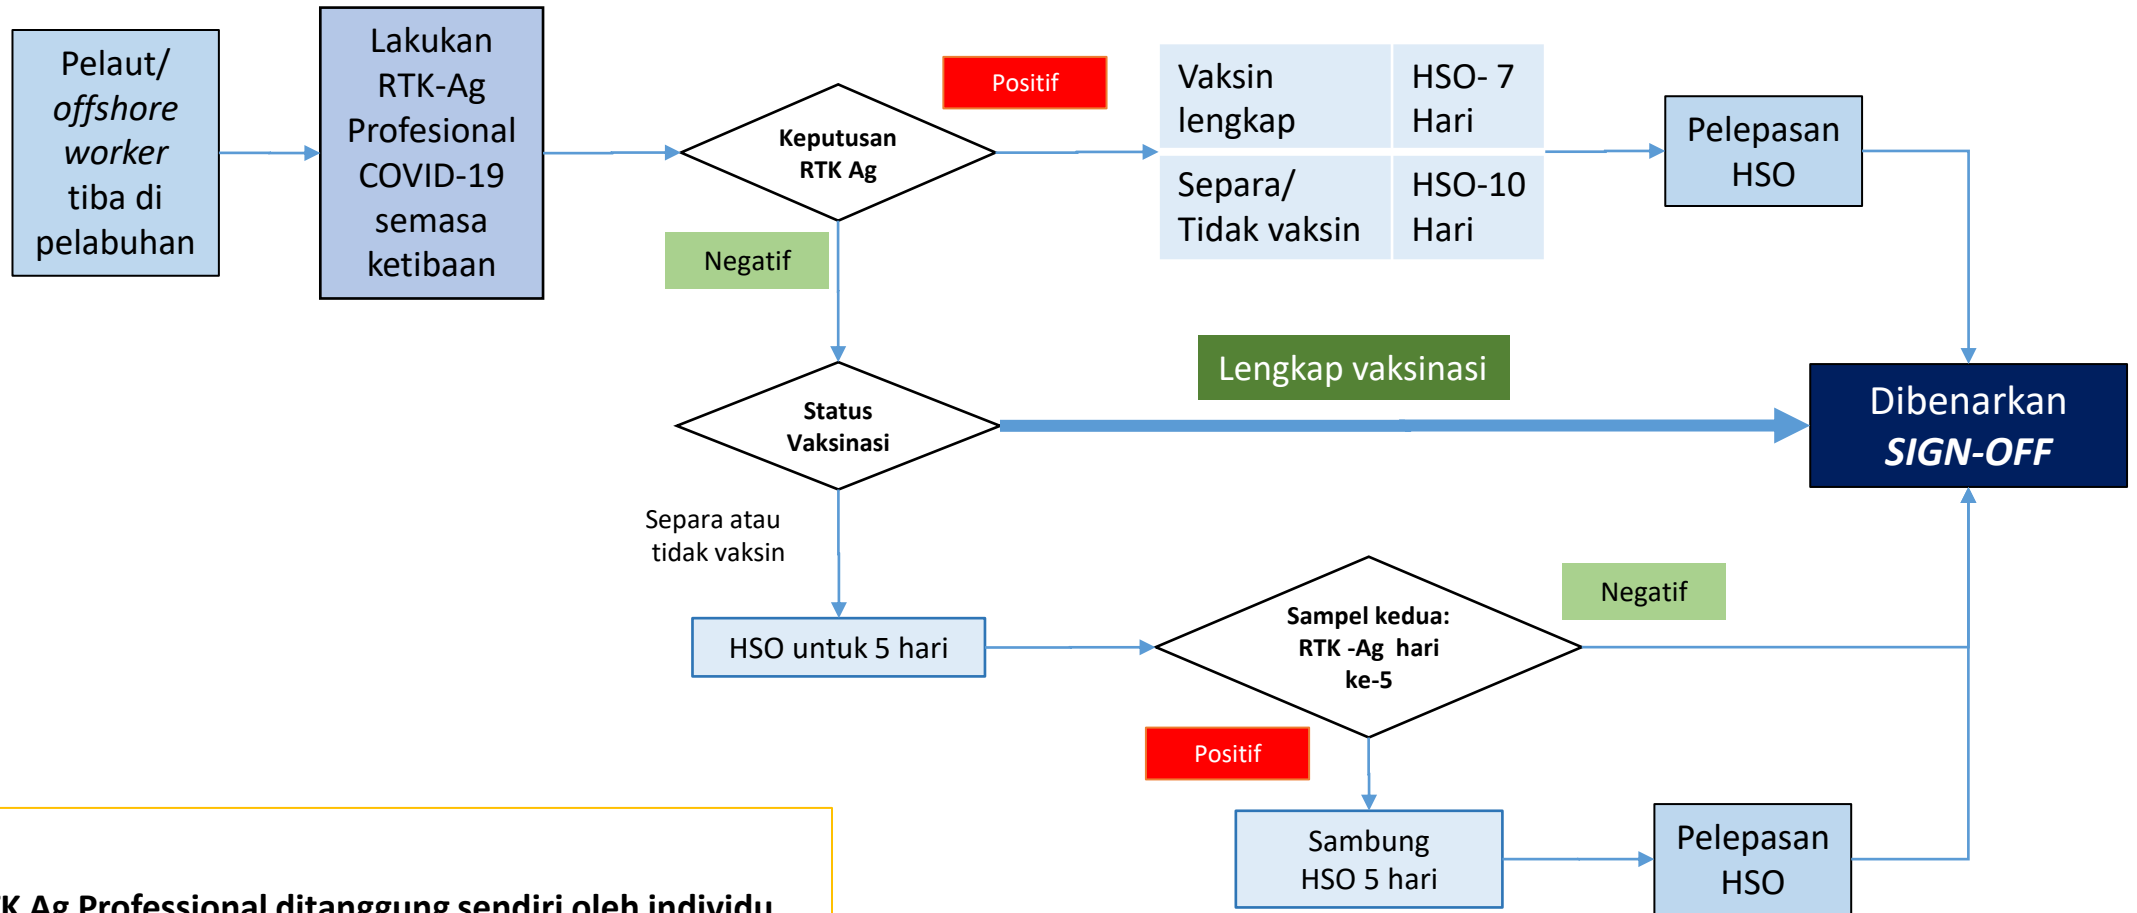 Pelaut/
offshore
worker
tiba di
pelabuhan
Lakukan
RTK-Ag
Profesional
COVID-19
semasa
ketibaan
Keputusan
RTK Ag
Positif
Vaksin
lengkap
HSO- 7
Hari
Separa/
Tidak vaksin
HSO-10
Hari
Pelepasan
HSO
Negatif
Status
Vaksinasi
Lengkap vaksinasi
Dibenarkan
SIGN-OFF
Separa atau
tidak vaksin
HSO untuk 5 hari
Sampel kedua:
RTK -Ag hari
ke-5
Negatif
Positif
Sambung
HSO 5 hari
Pelepasan
HSO
Ag Professional ditanggung sendiri oleh individu